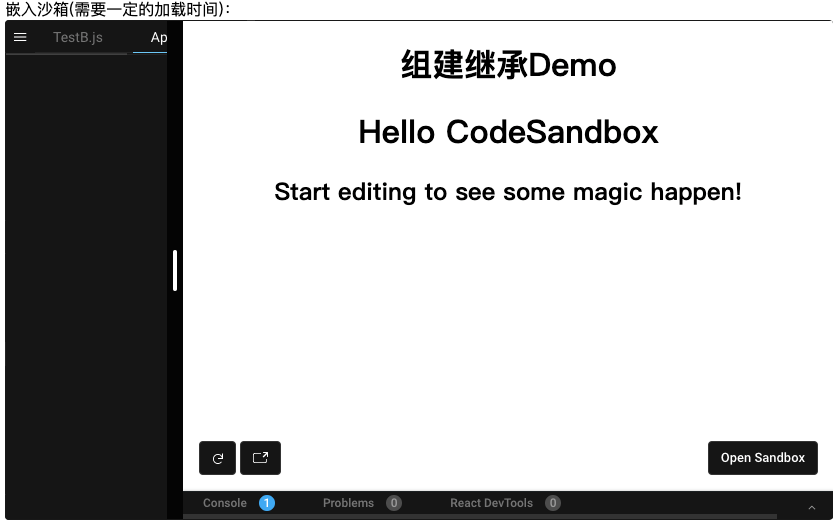 嵌入沙箱(需要一定的加载时间):
TestB.js Ap
组建继承Demo
Hello CodeSandbox
Start editing to see some magic happen!
Open Sandbox
Console 1 Problems 0 React DevTools 0